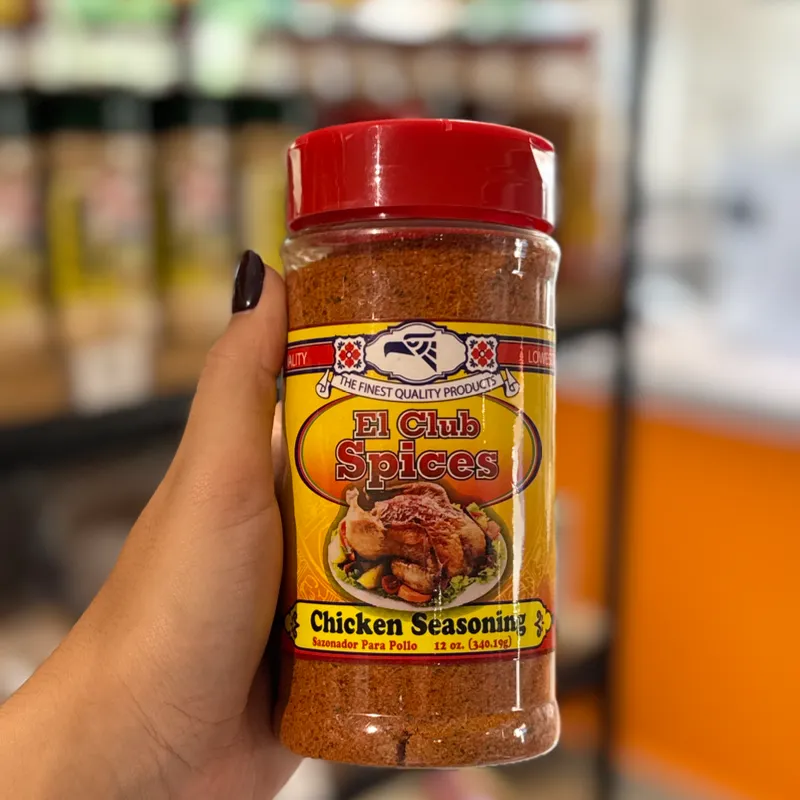 THE FINEST QUALITY PRODUCTS
El Club
Spices
Chicken Seasoning
Sazonador Para Pollo 12 oz. (340.19g)